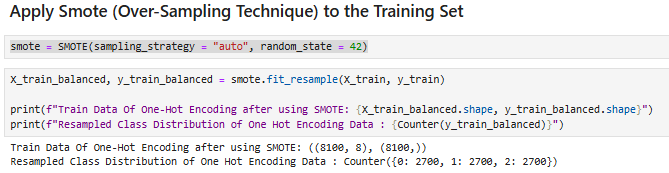 Apply Smote (Over-Sampling Technique) to the Training Set
smote = SMOTE(sampling_strategy = "auto", random_state = 42)
X_train_balanced, y_train_balanced = smote.fit_resample(X_train, y_train)
print(f"Train Data Of One-Hot Encoding after using SMOTE: {X_train_balanced.shape, y_train_balanced.shape}")
print(f"Resampled Class Distribution of One Hot Encoding Data : {Counter(y_train_balanced)}")
Train Data Of One-Hot Encoding after using SMOTE: ((8100, 8), (8100,))
Resampled Class Distribution of One Hot Encoding Data : Counter({0: 2700, 1: 2700, 2: 2700})